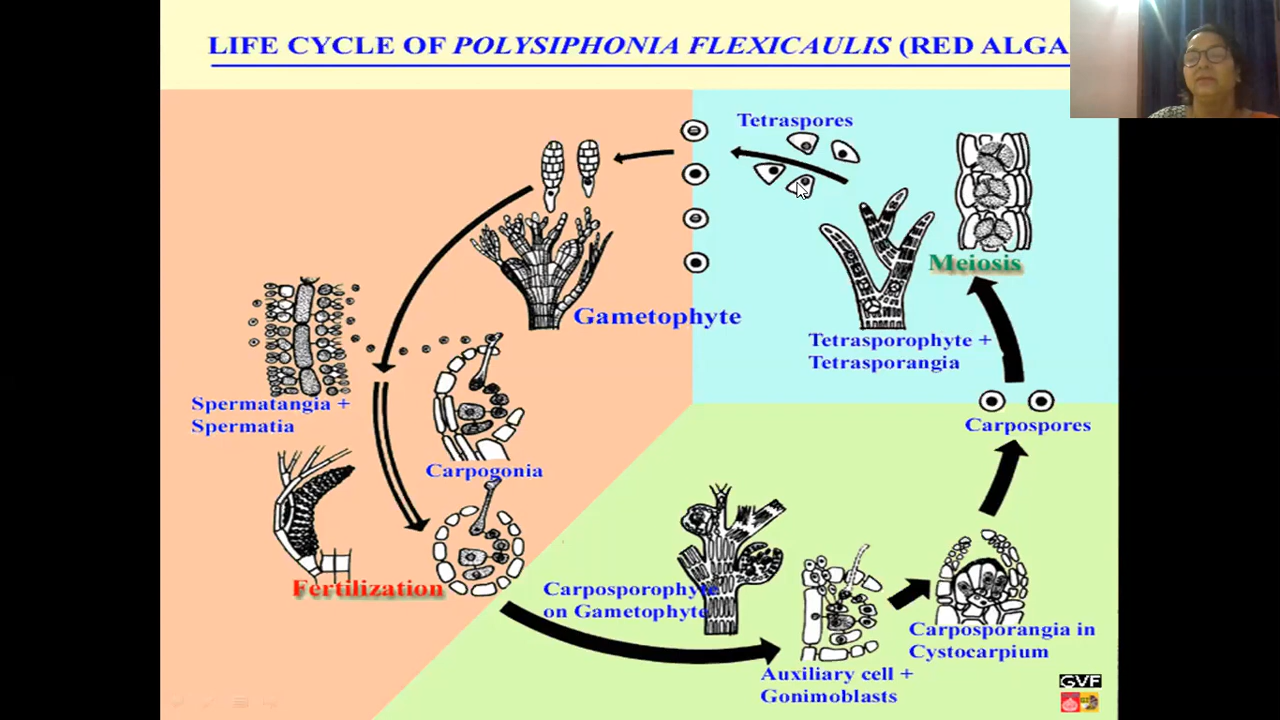 LIFE CYCLE OF POLYSIPHONIA FLEXICAULIS (RED ALGA
Tetraspores
Meiosis
Gametophyte
Tetrasporophyte +
Tetrasporangia
Spermatangia +
Spermatia
Carpogonia
Carpospores
Fertilization
Carposporophyte
on Gametophyte
Carposporangia in
Cystocarpium
Auxiliary cell +
Gonimoblasts
GVF